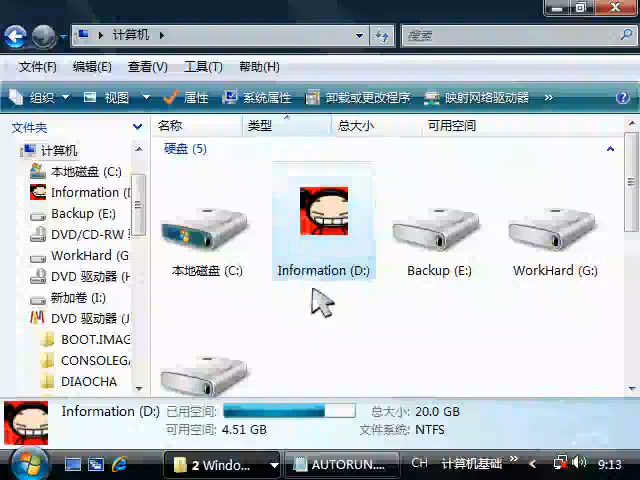 计算机
搜索
文件(F) 编辑(E) 查看(V) 工具(T) 帮助(H)
组织 视图 属性 系统属性 卸载或更改程序 映射网络驱动器 »
文件夹
名称 类型 总大小 可用空间
硬盘 (5)
计算机
本地磁盘 (C:)
Information (
Backup (E:)
DVD/CD-RW
WorkHard (G
DVD 驱动器 (
新加卷 (I:)
DVD 驱动器 (
BOOT.IMAG
CONSOLEG
DIAOCHA
本地磁盘 (C:)
Information (D:)
Backup (E:)
WorkHard (G:)
Information (D:) 已用空间: 总大小: 20.0 GB
可用空间: 4.51 GB 文件系统: NTFS
2 Windo... AUTORUN.... CH 计算机基础 » 9:13